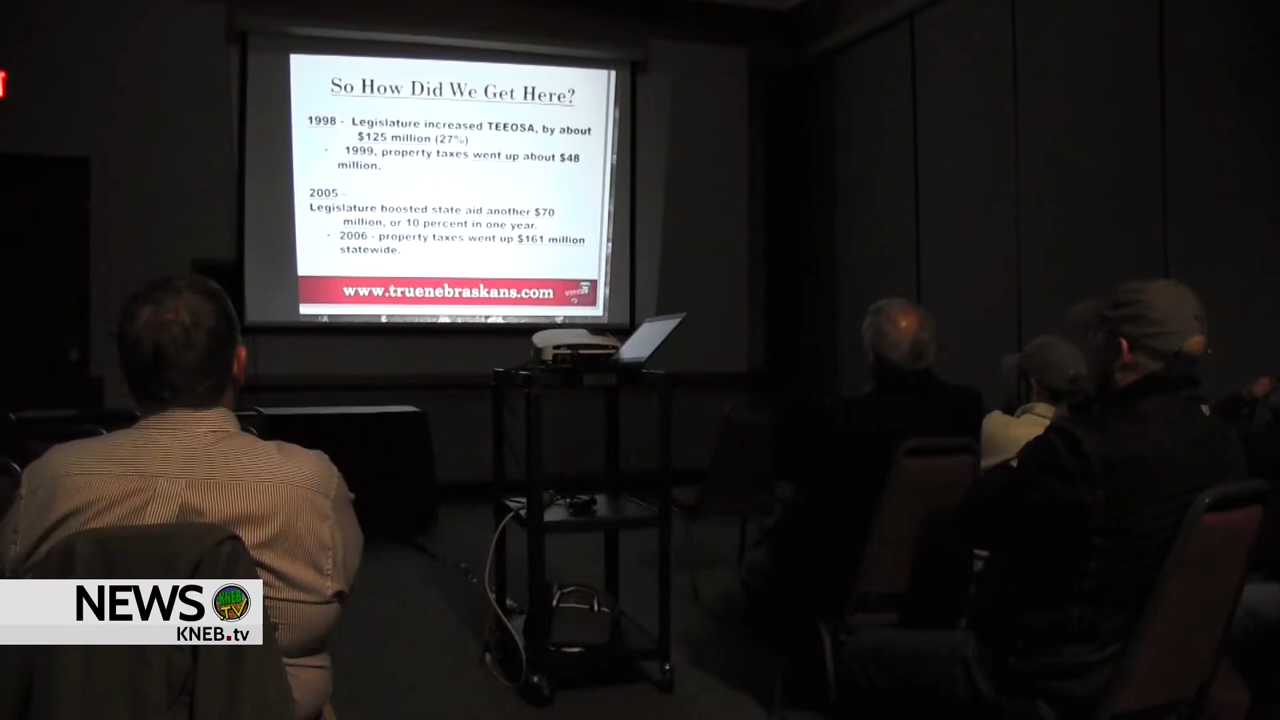 So How Did We Get Here?
1998 - Legislature increased TEEOSA, by about
$125 million (27%)
· 1999, property taxes went up about $48
million.
2005 -
Legislature boosted state aid another $70
million, or 10 percent in one year.
· 2006 - property taxes went up $161 million
statewide.
www.truenebraskans.com
NEWS KNEB TV
KNEB.tv